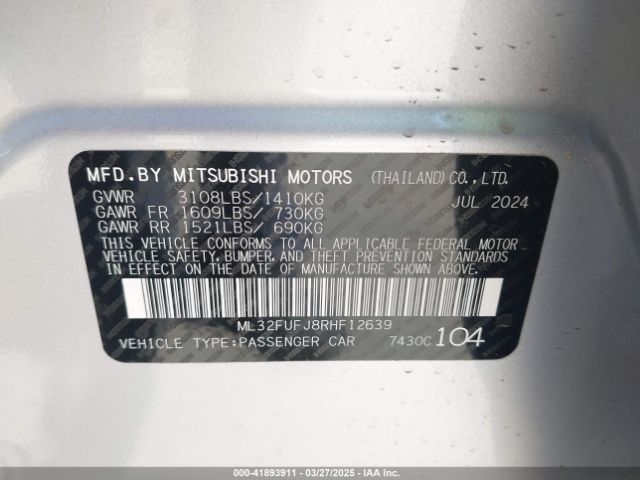 MFD.BY MITSUBISHI MOTORS (THAILAND)CO.,LTD.
GVWR 3108LBS/1410KG JUL 2024
GAWR FR 1609LBS/ 730KG
GAWR RR 1521LBS/ 690KG
THIS VEHICLE CONFORMS TO ALL APPLICABLE FEDERAL MOTOR
VEHICLE SAFETY, BUMPER, AND THEFT PREVENTION STANDARDS
IN EFFECT ON THE DATE OF MANUFACTURE SHOWN ABOVE.
ML32FUFJ8RHF12639
VEHICLE TYPE:PASSENGER CAR 7430C 104
000-41893911 - 03/27/2025 - IAA Inc.